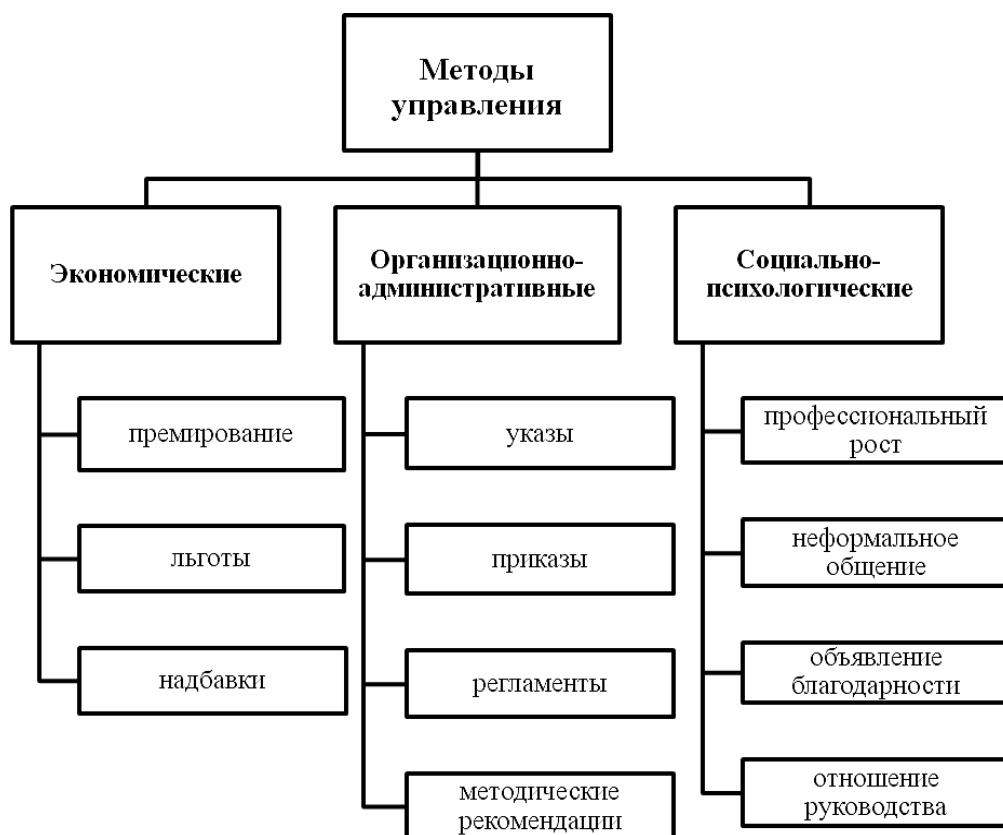 Методы
управления
Экономические
Организационно-
административные
Социально-
психологические
премирование
льготы
надбавки
указы
приказы
регламенты
методические
рекомендации
профессиональный
рост
неформальное
общение
объявление
благодарности
отношение
руководства